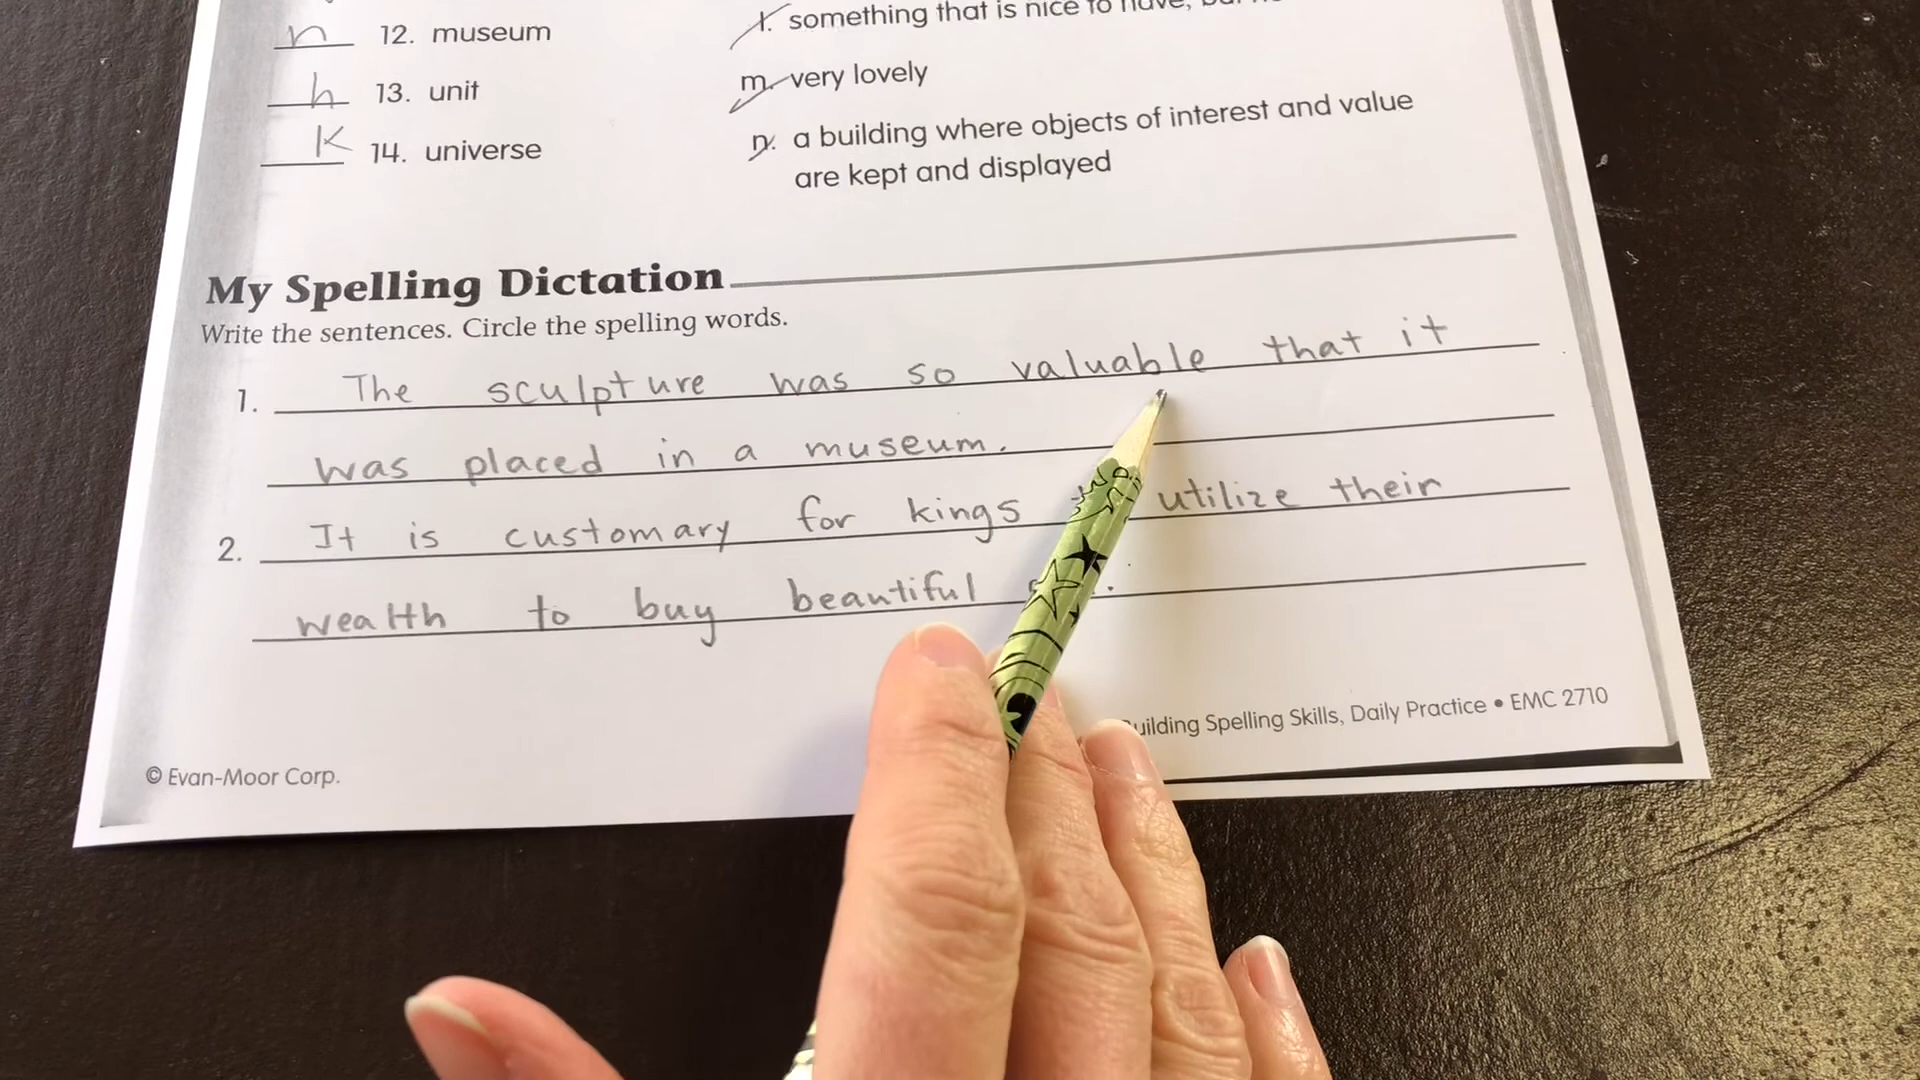 n 12. museum
l. something that is nice to have,
h 13. unit
m. very lovely
K 14. universe
n. a building where objects of interest and value
are kept and displayed
My Spelling Dictation
Write the sentences. Circle the spelling words.
1. The sculpture was so valuable that it
was placed in a museum.
2. It is customary for kings utilize their
wealth to buy beautiful
© Evan-Moor Corp.
Building Spelling Skills, Daily Practice • EMC 2710